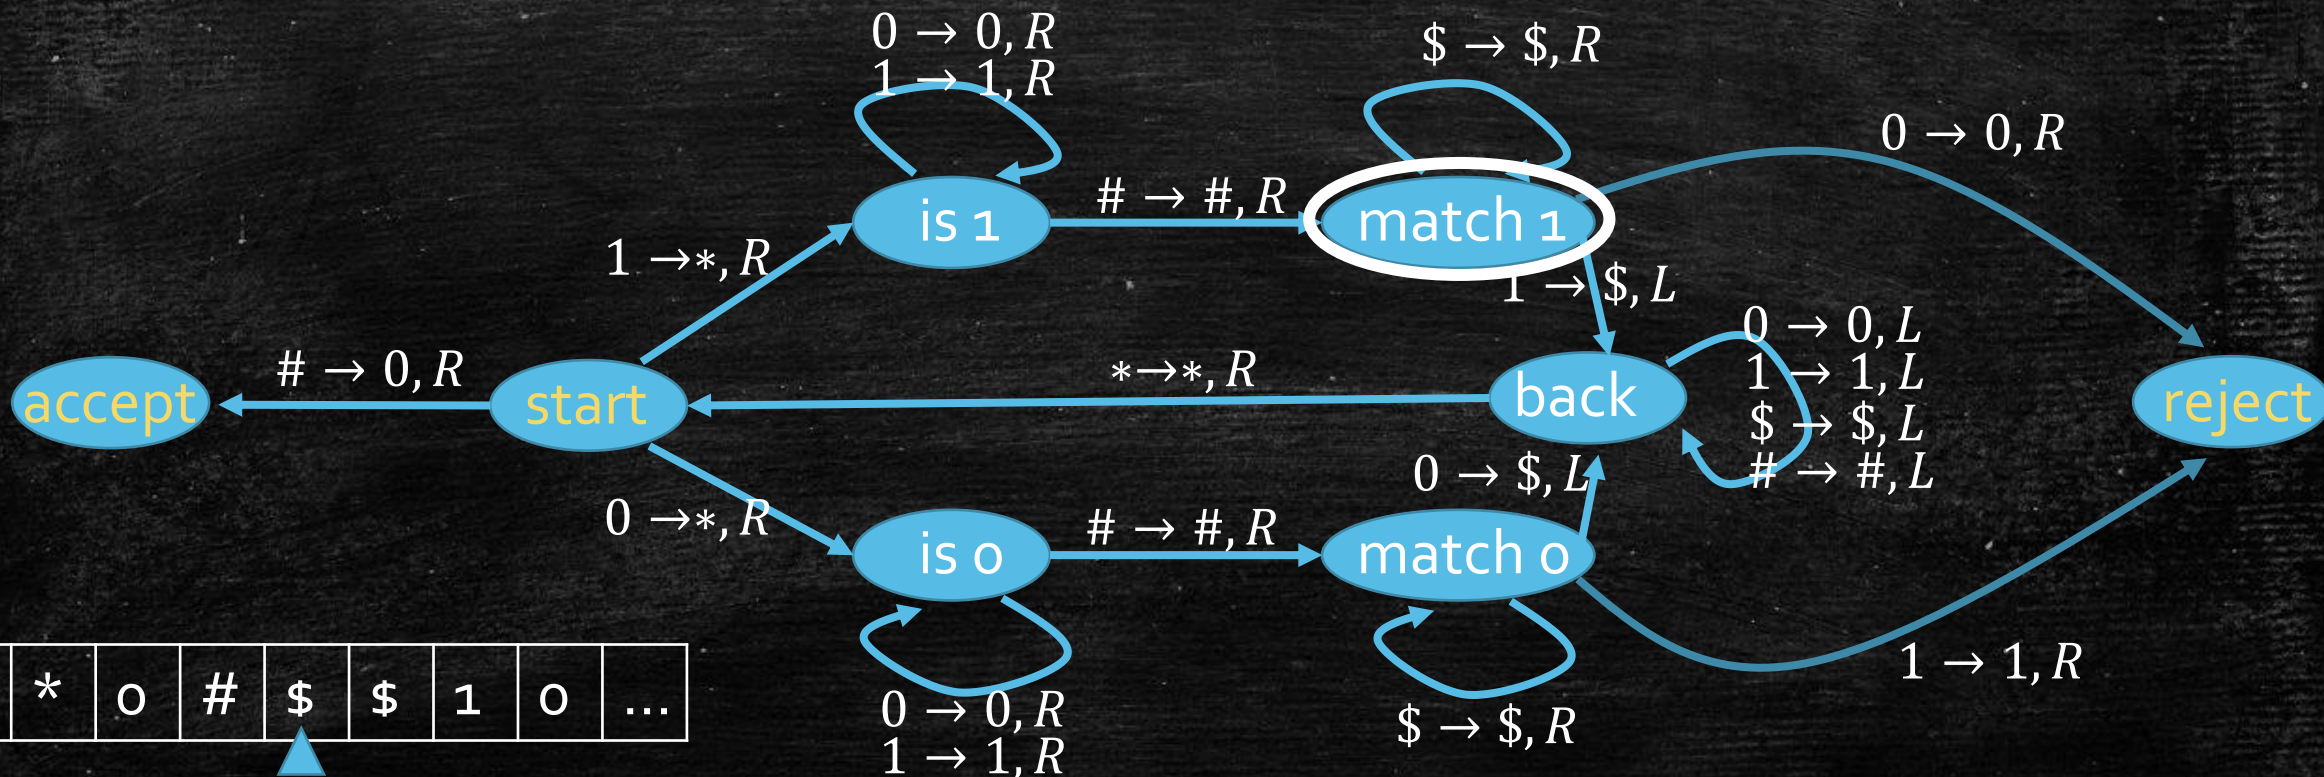 0 → 0, R
1 → 1, R
$ → $, R
0 → 0, R
is 1
# → #, R
match 1
1 →*, R
1 → $, L
accept
# → 0, R
start
*→*, R
back
0 → 0, L
1 → 1, L
$ → $, L
# → #, L
reject
0 → $, L
0 →*, R
is 0
# → #, R
match 0
0 → 0, R
1 → 1, R
$ → $, R
1 → 1, R
* 0 # $ $ 1 0 ...